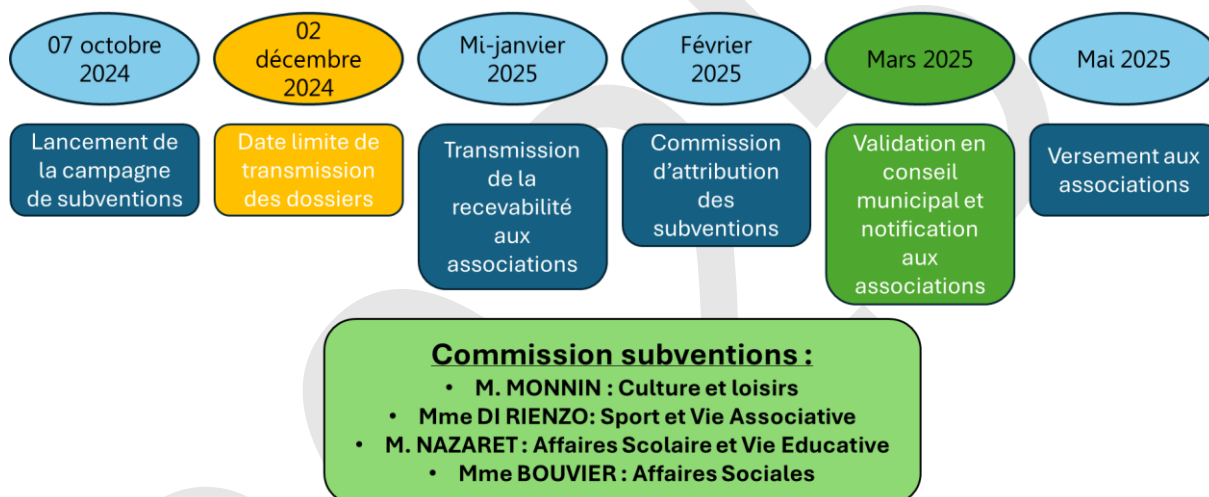 07 octobre
2024
02
décembre
2024
Mi-janvier
2025
Février
2025
Mars 2025
Mai 2025
Lancement de
la campagne
de subventions
Date limite de
transmission
des dossiers
Transmission
de la
recevabilité
aux
associations
Commission
d'attribution
des
subventions
Validation en
conseil
municipal et
notification
aux
associations
Versement aux
associations
Commission subventions :
• M. MONNIN : Culture et loisirs
• Mme DI RIENZO: Sport et Vie Associative
• M. NAZARET : Affaires Scolaire et Vie Educative
• Mme BOUVIER : Affaires Sociales